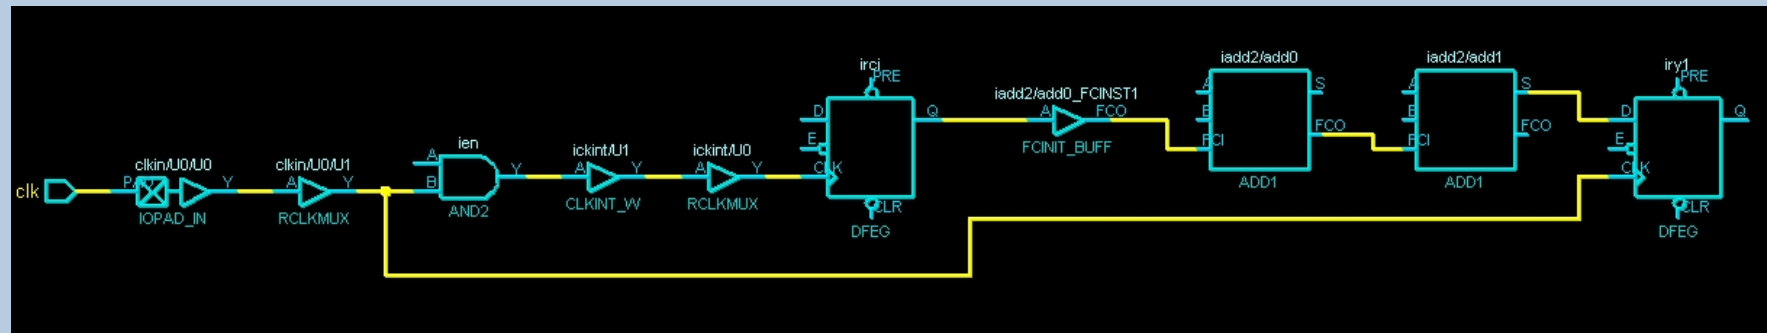 clk
clkin/U0/U0
PAD
Y
IOPAD_IN
clkin/U0/U1
A
Y
RCLKMUX
ien
A
B
Y
AND2
ickint/U1
A
Y
CLKINT_W
ickint/U0
A
Y
RCLKMUX
irci
PRE
D
E
CLK
Q
CLR
DFEG
iadd2/add0_FCINST1
A
FCO
FCINIT_BUFF
iadd2/add0
A
B
FCI
S
FCO
ADD1
iadd2/add1
A
B
FCI
S
FCO
ADD1
iry1
PRE
D
E
CLK
Q
CLR
DFEG